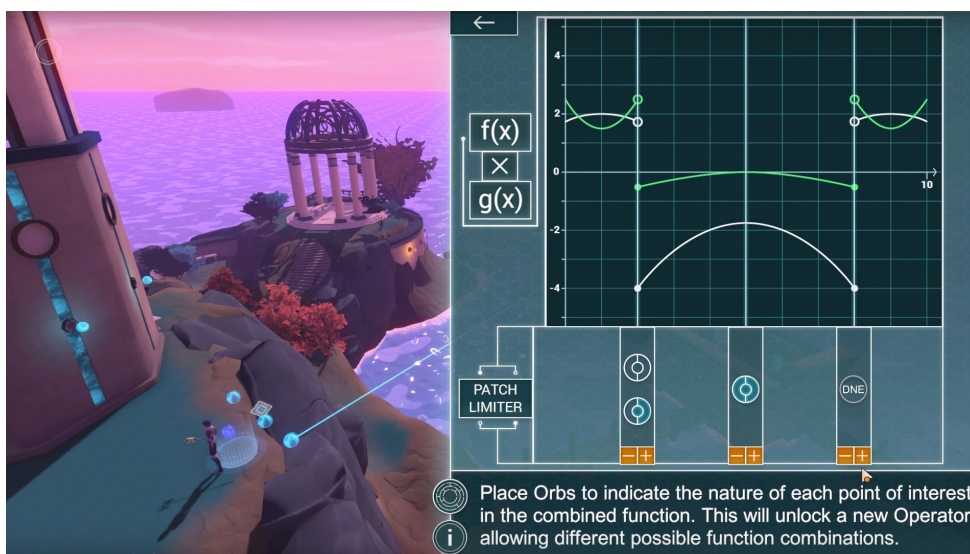 ←
f(x)
×
g(x)
4
2
0
10
-2
-4
PATCH
LIMITER
DNE
− +
− +
− +
Place Orbs to indicate the nature of each point of interest
in the combined function. This will unlock a new Operator
allowing different possible function combinations.
i